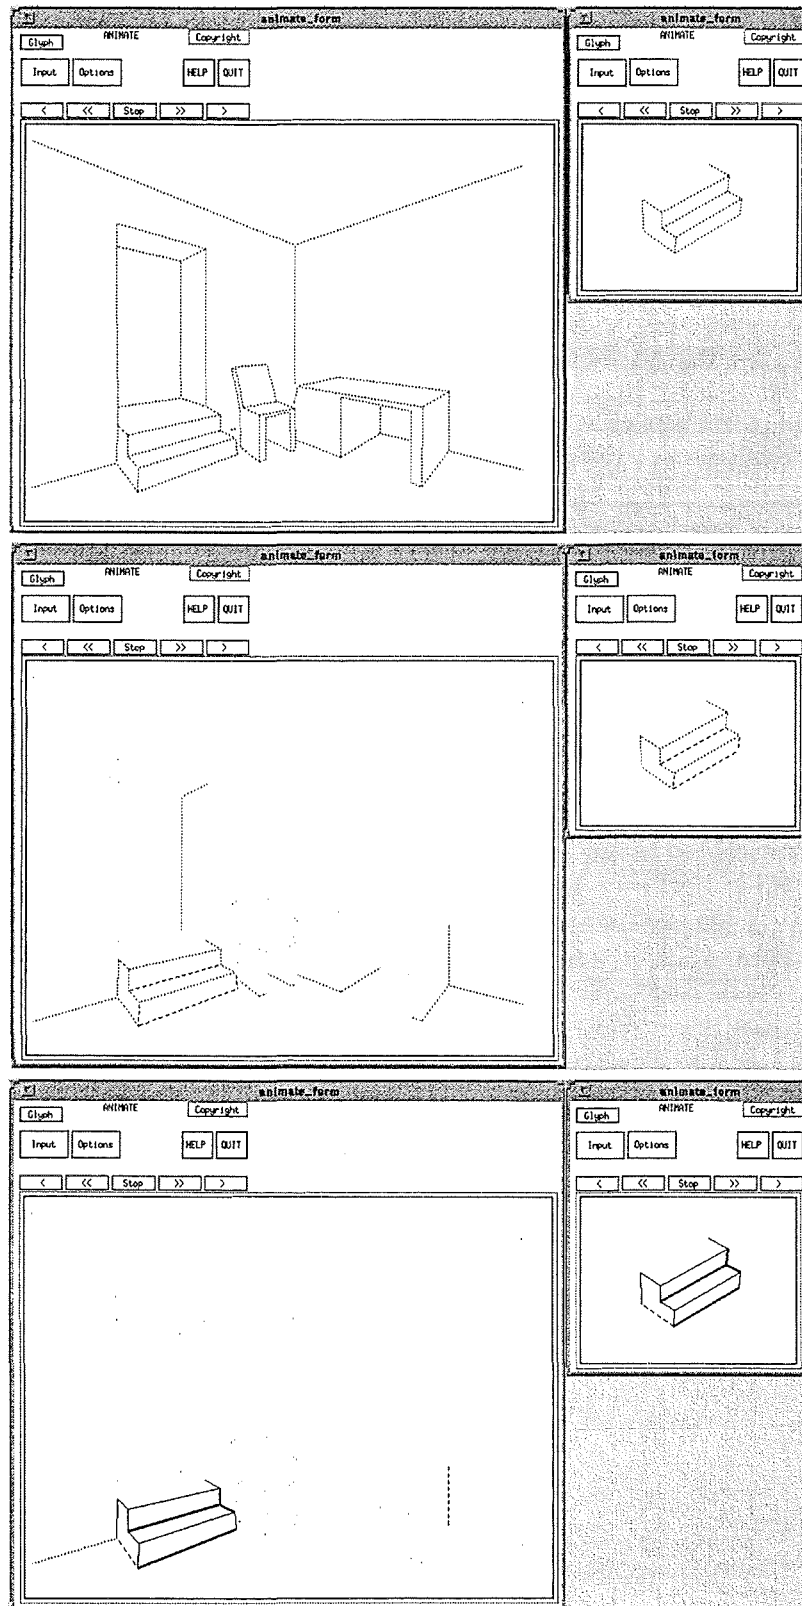 animate_form
animate_form
Glyph
ANIMATE
Copyright
Glyph
ANIMATE
Copyright
Input
Options
HELP
QUIT
Input
Options
HELP
QUIT
<
<<
Stop
>>
>
<
<<
Stop
>>
>
animate_form
animate_form
Glyph
ANIMATE
Copyright
Glyph
ANIMATE
Copyright
Input
Options
HELP
QUIT
Input
Options
HELP
QUIT
<
<<
Stop
>>
>
<
<<
Stop
>>
>
animate_form
animate_form
Glyph
ANIMATE
Copyright
Glyph
ANIMATE
Copyright
Input
Options
HELP
QUIT
Input
Options
HELP
QUIT
<
<<
Stop
>>
>
<
<<
Stop
>>
>